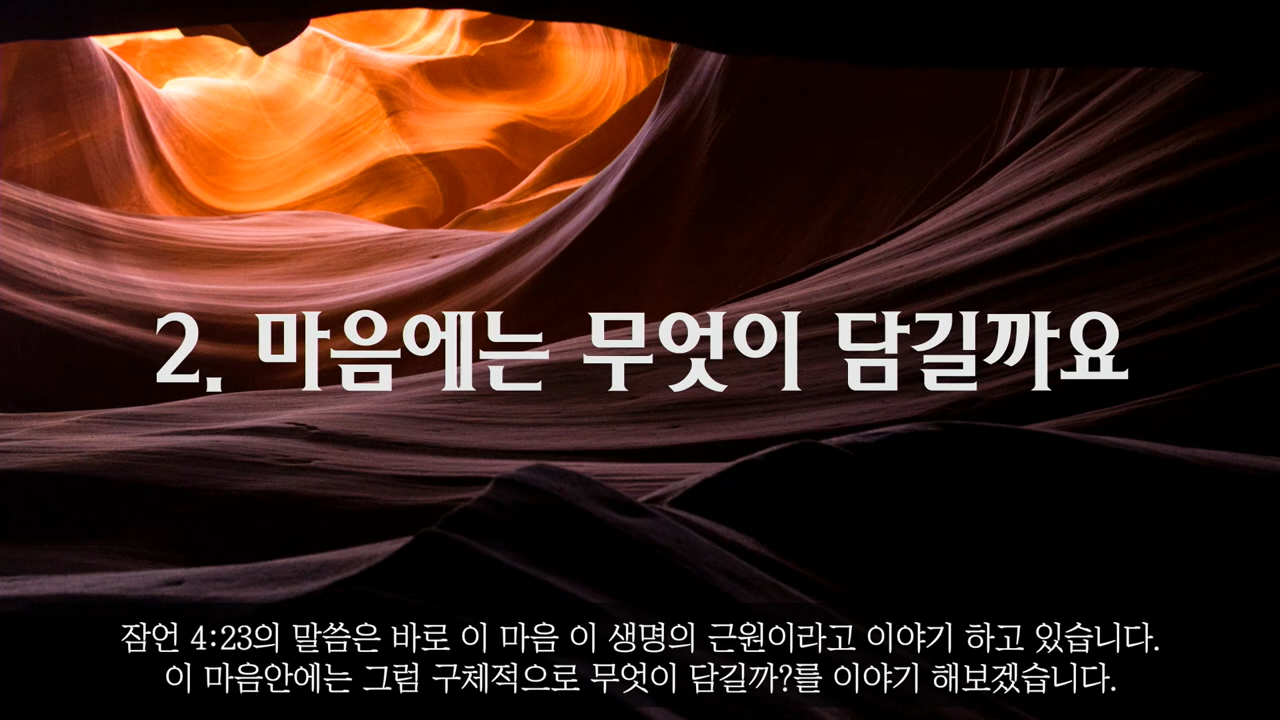 2. 마음에는 무엇이 담길까요
잠언 4:23의 말씀은 바로 이 마음 이 생명의 근원이라고 이야기 하고 있습니다.
이 마음안에는 그럼 구체적으로 무엇이 담길까?를 이야기 해보겠습니다.